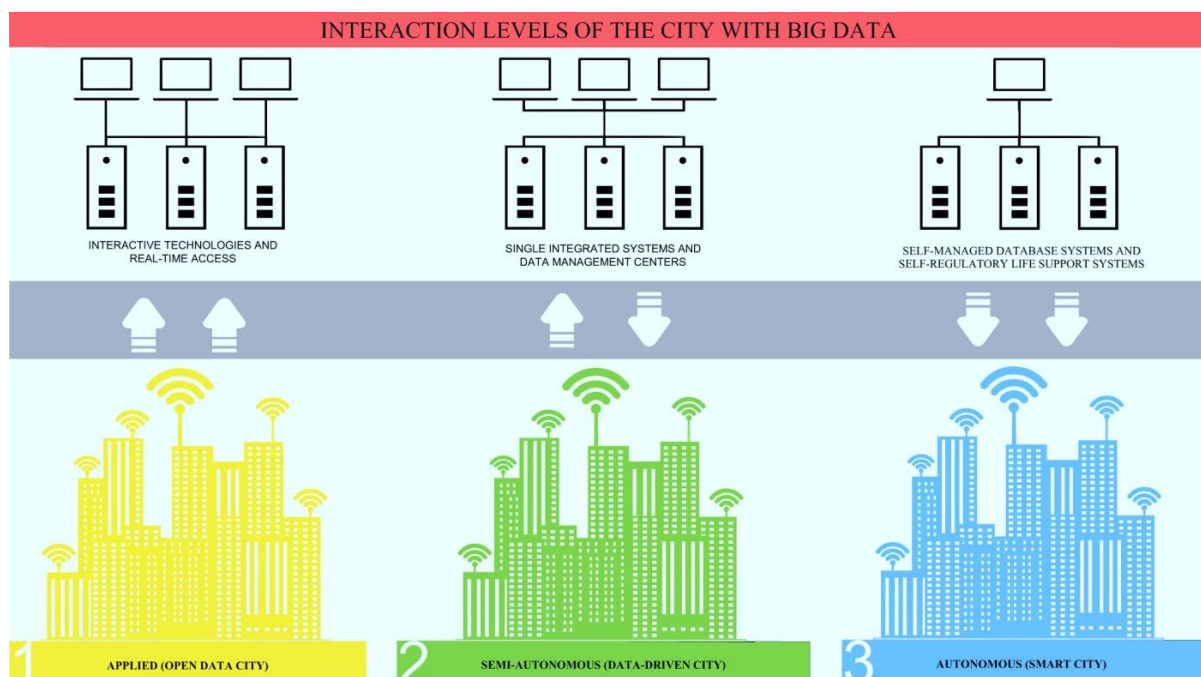 INTERACTION LEVELS OF THE CITY WITH BIG DATA
INTERACTIVE TECHNOLOGIES AND
REAL-TIME ACCESS
SINGLE INTEGRATED SYSTEMS AND
DATA MANAGEMENT CENTERS
SELF-MANAGED DATABASE SYSTEMS AND
SELF-REGULATORY LIFE SUPPORT SYSTEMS
1
APPLIED (OPEN DATA CITY)
2
SEMI-AUTONOMOUS (DATA-DRIVEN CITY)
3
AUTONOMOUS (SMART CITY)